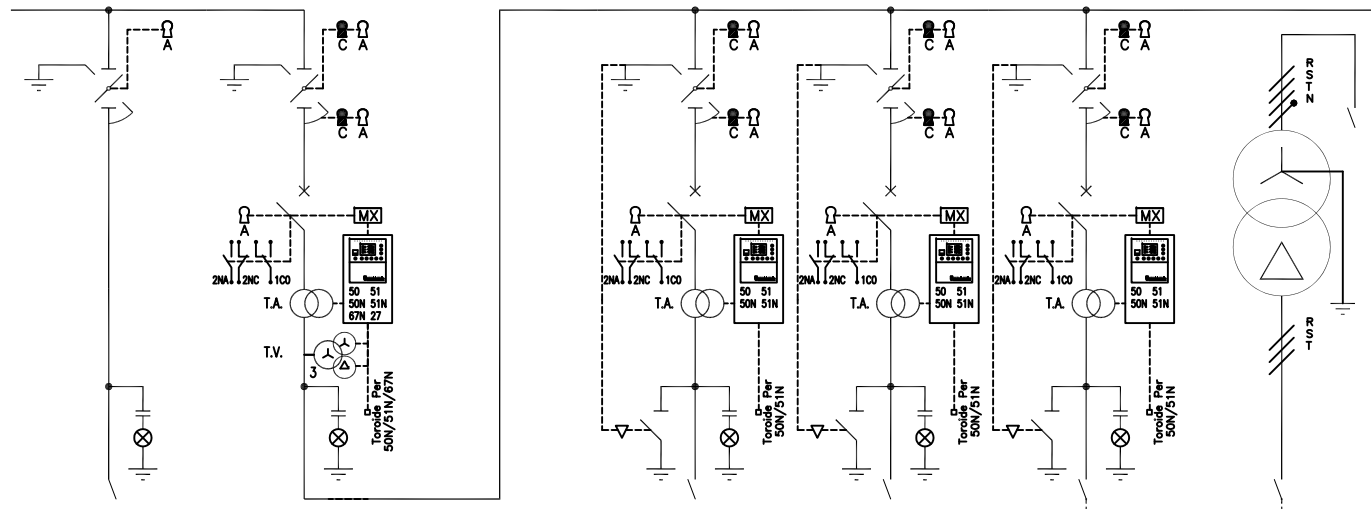 A
C A
C A
C A
C A
R
S
T
N
C A
C A
C A
C A
A
MX
2NA 2NC 1CO
50 51
50N 51N
67N 27
T.A.
T.V.
3
Toroide Per
50N/51N/67N
A
MX
2NA 2NC 1CO
50 51
50N 51N
T.A.
Toroide Per
50N/51N
A
MX
2NA 2NC 1CO
50 51
50N 51N
T.A.
Toroide Per
50N/51N
A
MX
2NA 2NC 1CO
50 51
50N 51N
T.A.
Toroide Per
50N/51N
R
S
T